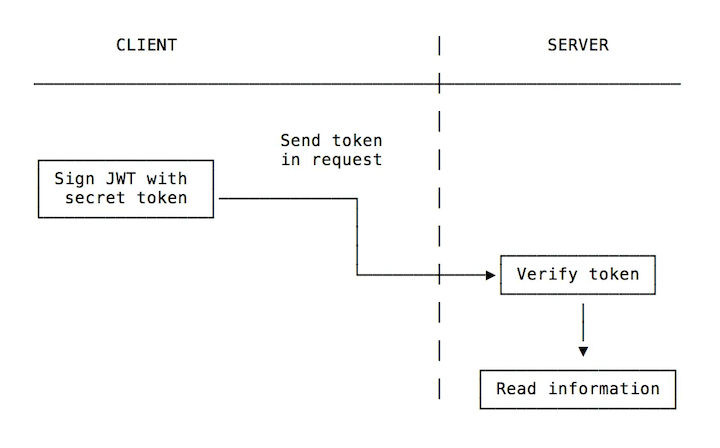 CLIENT
SERVER
Send token
in request
Sign JWT with
secret token
Verify token
Read information